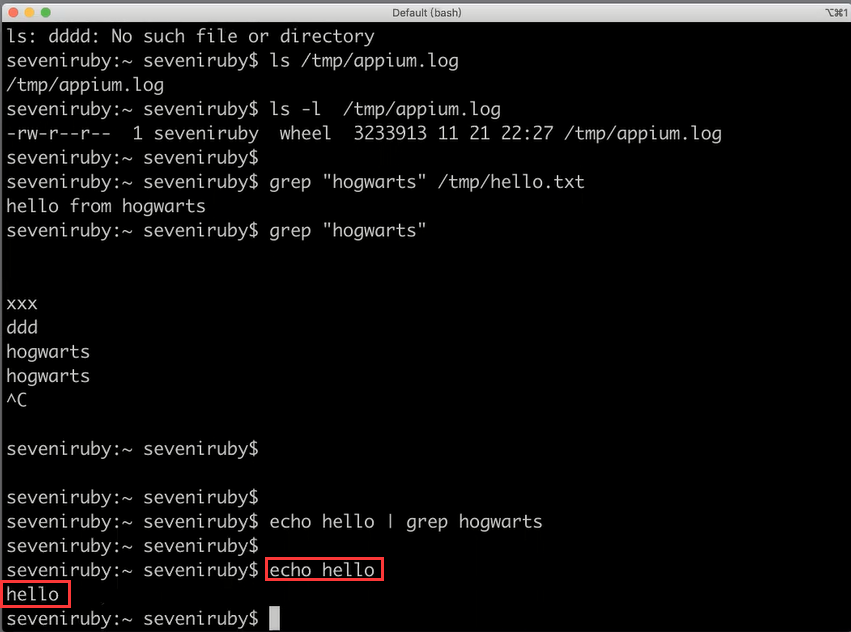 Default (bash)
⌥⌘1
ls: dddd: No such file or directory
seveniruby:~ seveniruby$ ls /tmp/appium.log
/tmp/appium.log
seveniruby:~ seveniruby$ ls -l  /tmp/appium.log
-rw-r--r--  1 seveniruby  wheel  3233913 11 21 22:27 /tmp/appium.log
seveniruby:~ seveniruby$
seveniruby:~ seveniruby$ grep "hogwarts" /tmp/hello.txt
hello from hogwarts
seveniruby:~ seveniruby$ grep "hogwarts"
xxx
ddd
hogwarts
hogwarts
^C
seveniruby:~ seveniruby$
seveniruby:~ seveniruby$
seveniruby:~ seveniruby$ echo hello | grep hogwarts
seveniruby:~ seveniruby$
seveniruby:~ seveniruby$ echo hello
hello
seveniruby:~ seveniruby$